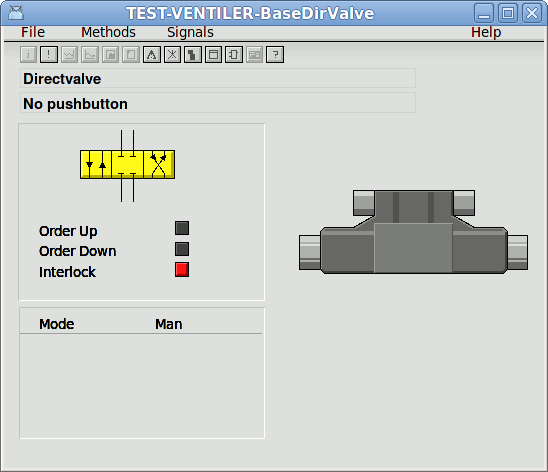 TEST-VENTILER-BaseDirValve
File Methods Signals Help
i ! ?
Directvalve
No pushbutton
Order Up
Order Down
Interlock
Mode Man